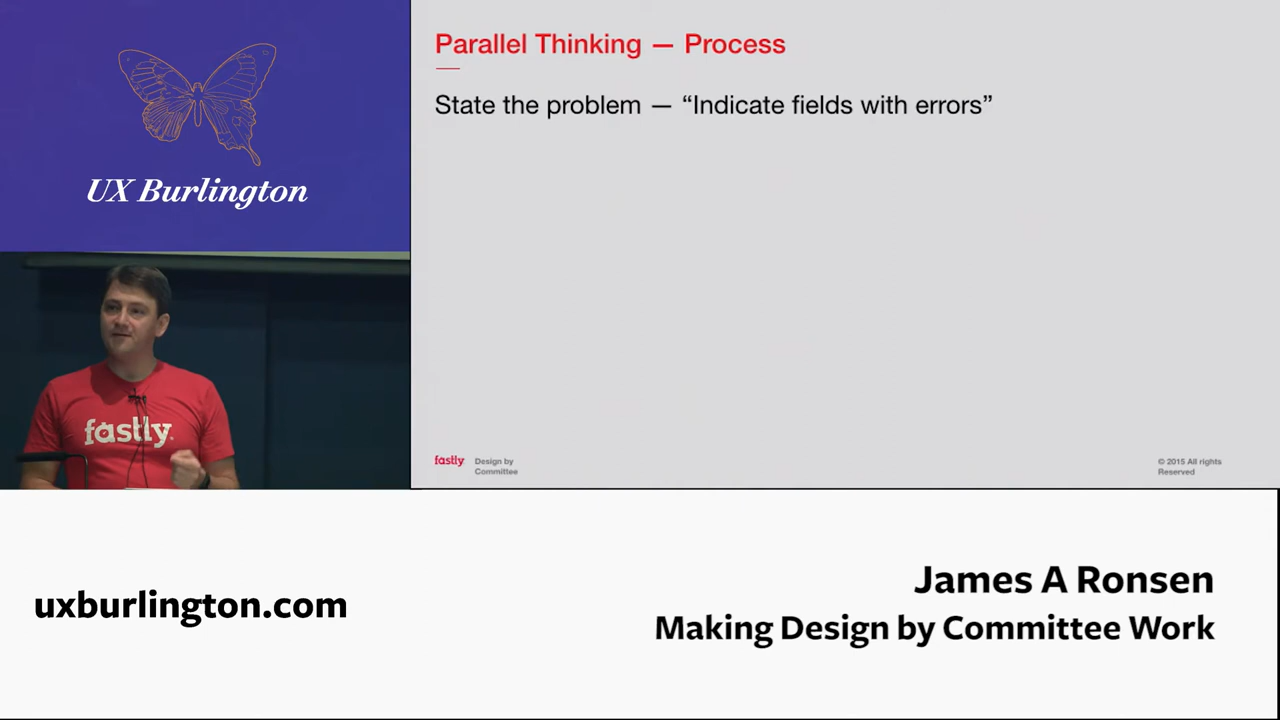 UX Burlington
Parallel Thinking — Process
State the problem — “Indicate fields with errors”
fastly.
fastly
Design by
Committee
© 2015 All rights
Reserved
uxburlington.com
James A Ronsen
Making Design by Committee Work